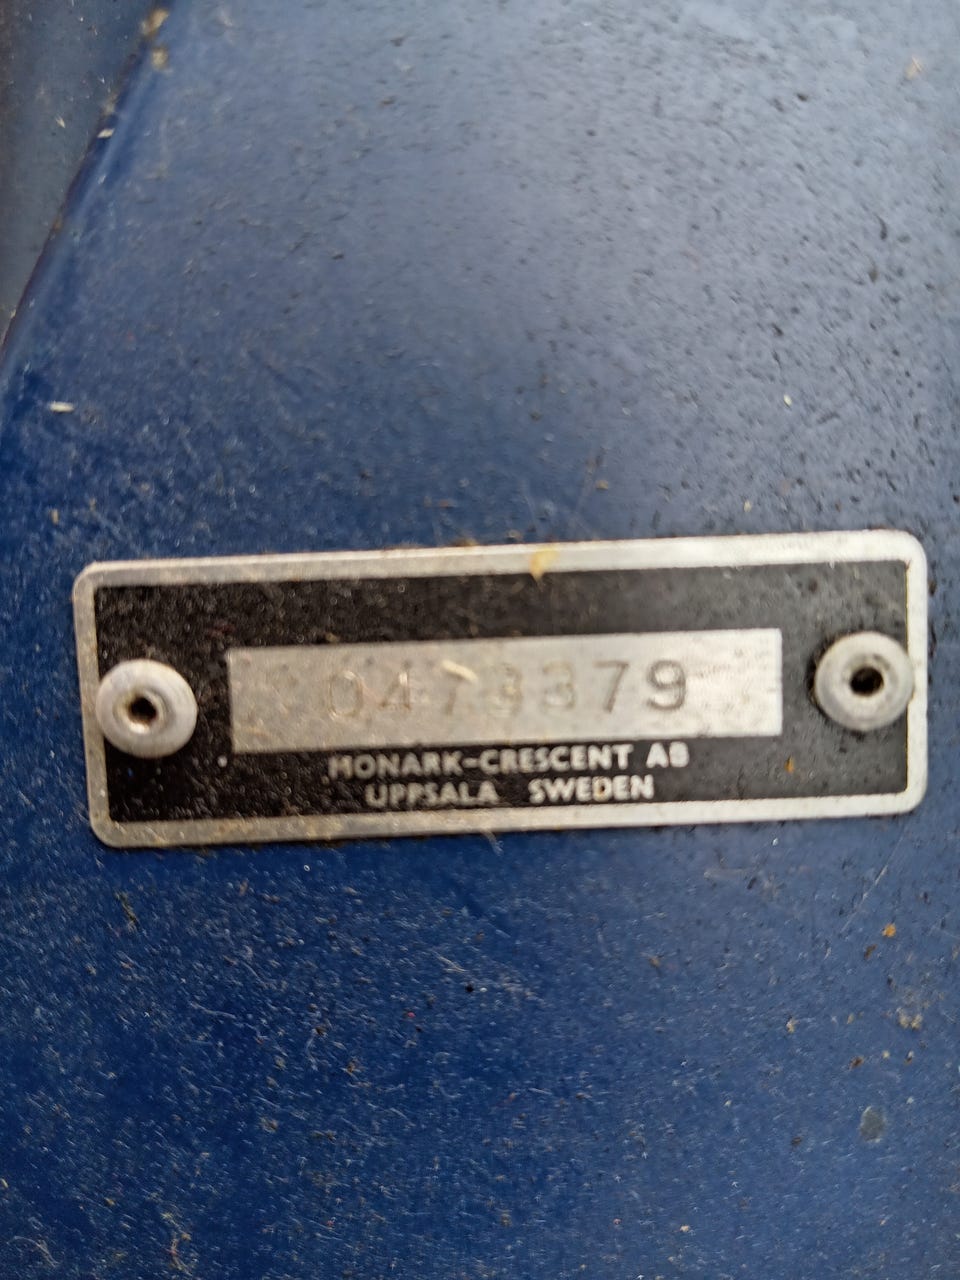 0473379
MONARK-CRESCENT AB
UPPSALA SWEDEN